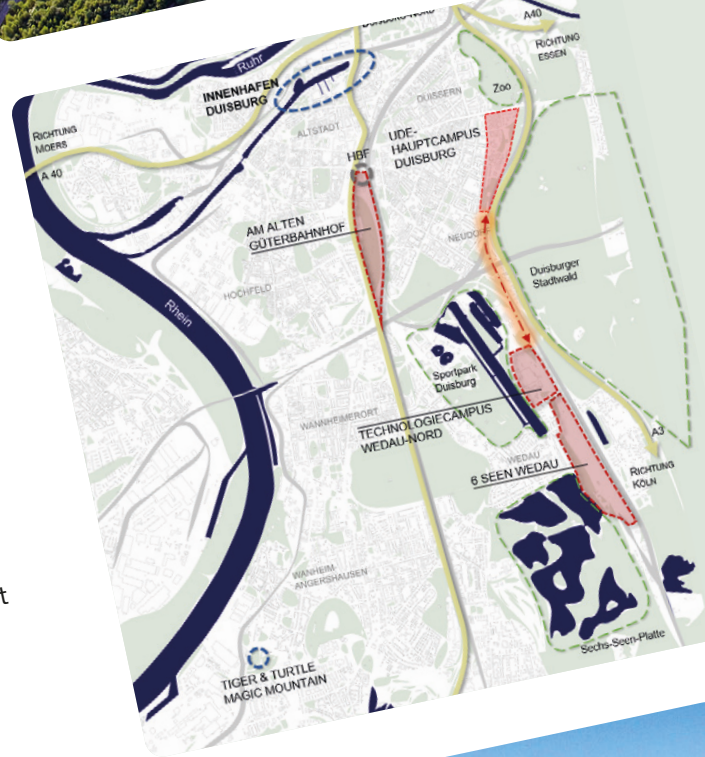 DUISBURG-NORD
A40
RICHTUNG
ESSEN
Ruhr
INNENHAFEN
DUISBURG
Zoo
DUISSERN
RICHTUNG
MOERS
ALTSTADT
UDE-
HAUPTCAMPUS
DUISBURG
HBF
A 40
AM ALTEN
GÜTERBAHNHOF
NEUDORF
Duisburger
Stadtwald
HOCHFELD
Rhein
Sportpark
Duisburg
WANNHEIMERORT
TECHNOLOGIECAMPUS
WEDAU-NORD
A3
WEDAU
6 SEEN WEDAU
RICHTUNG
KÖLN
WANHEIM-
ANGERSHAUSEN
t
Sechs-Seen-Platte
TIGER & TURTLE
MAGIC MOUNTAIN